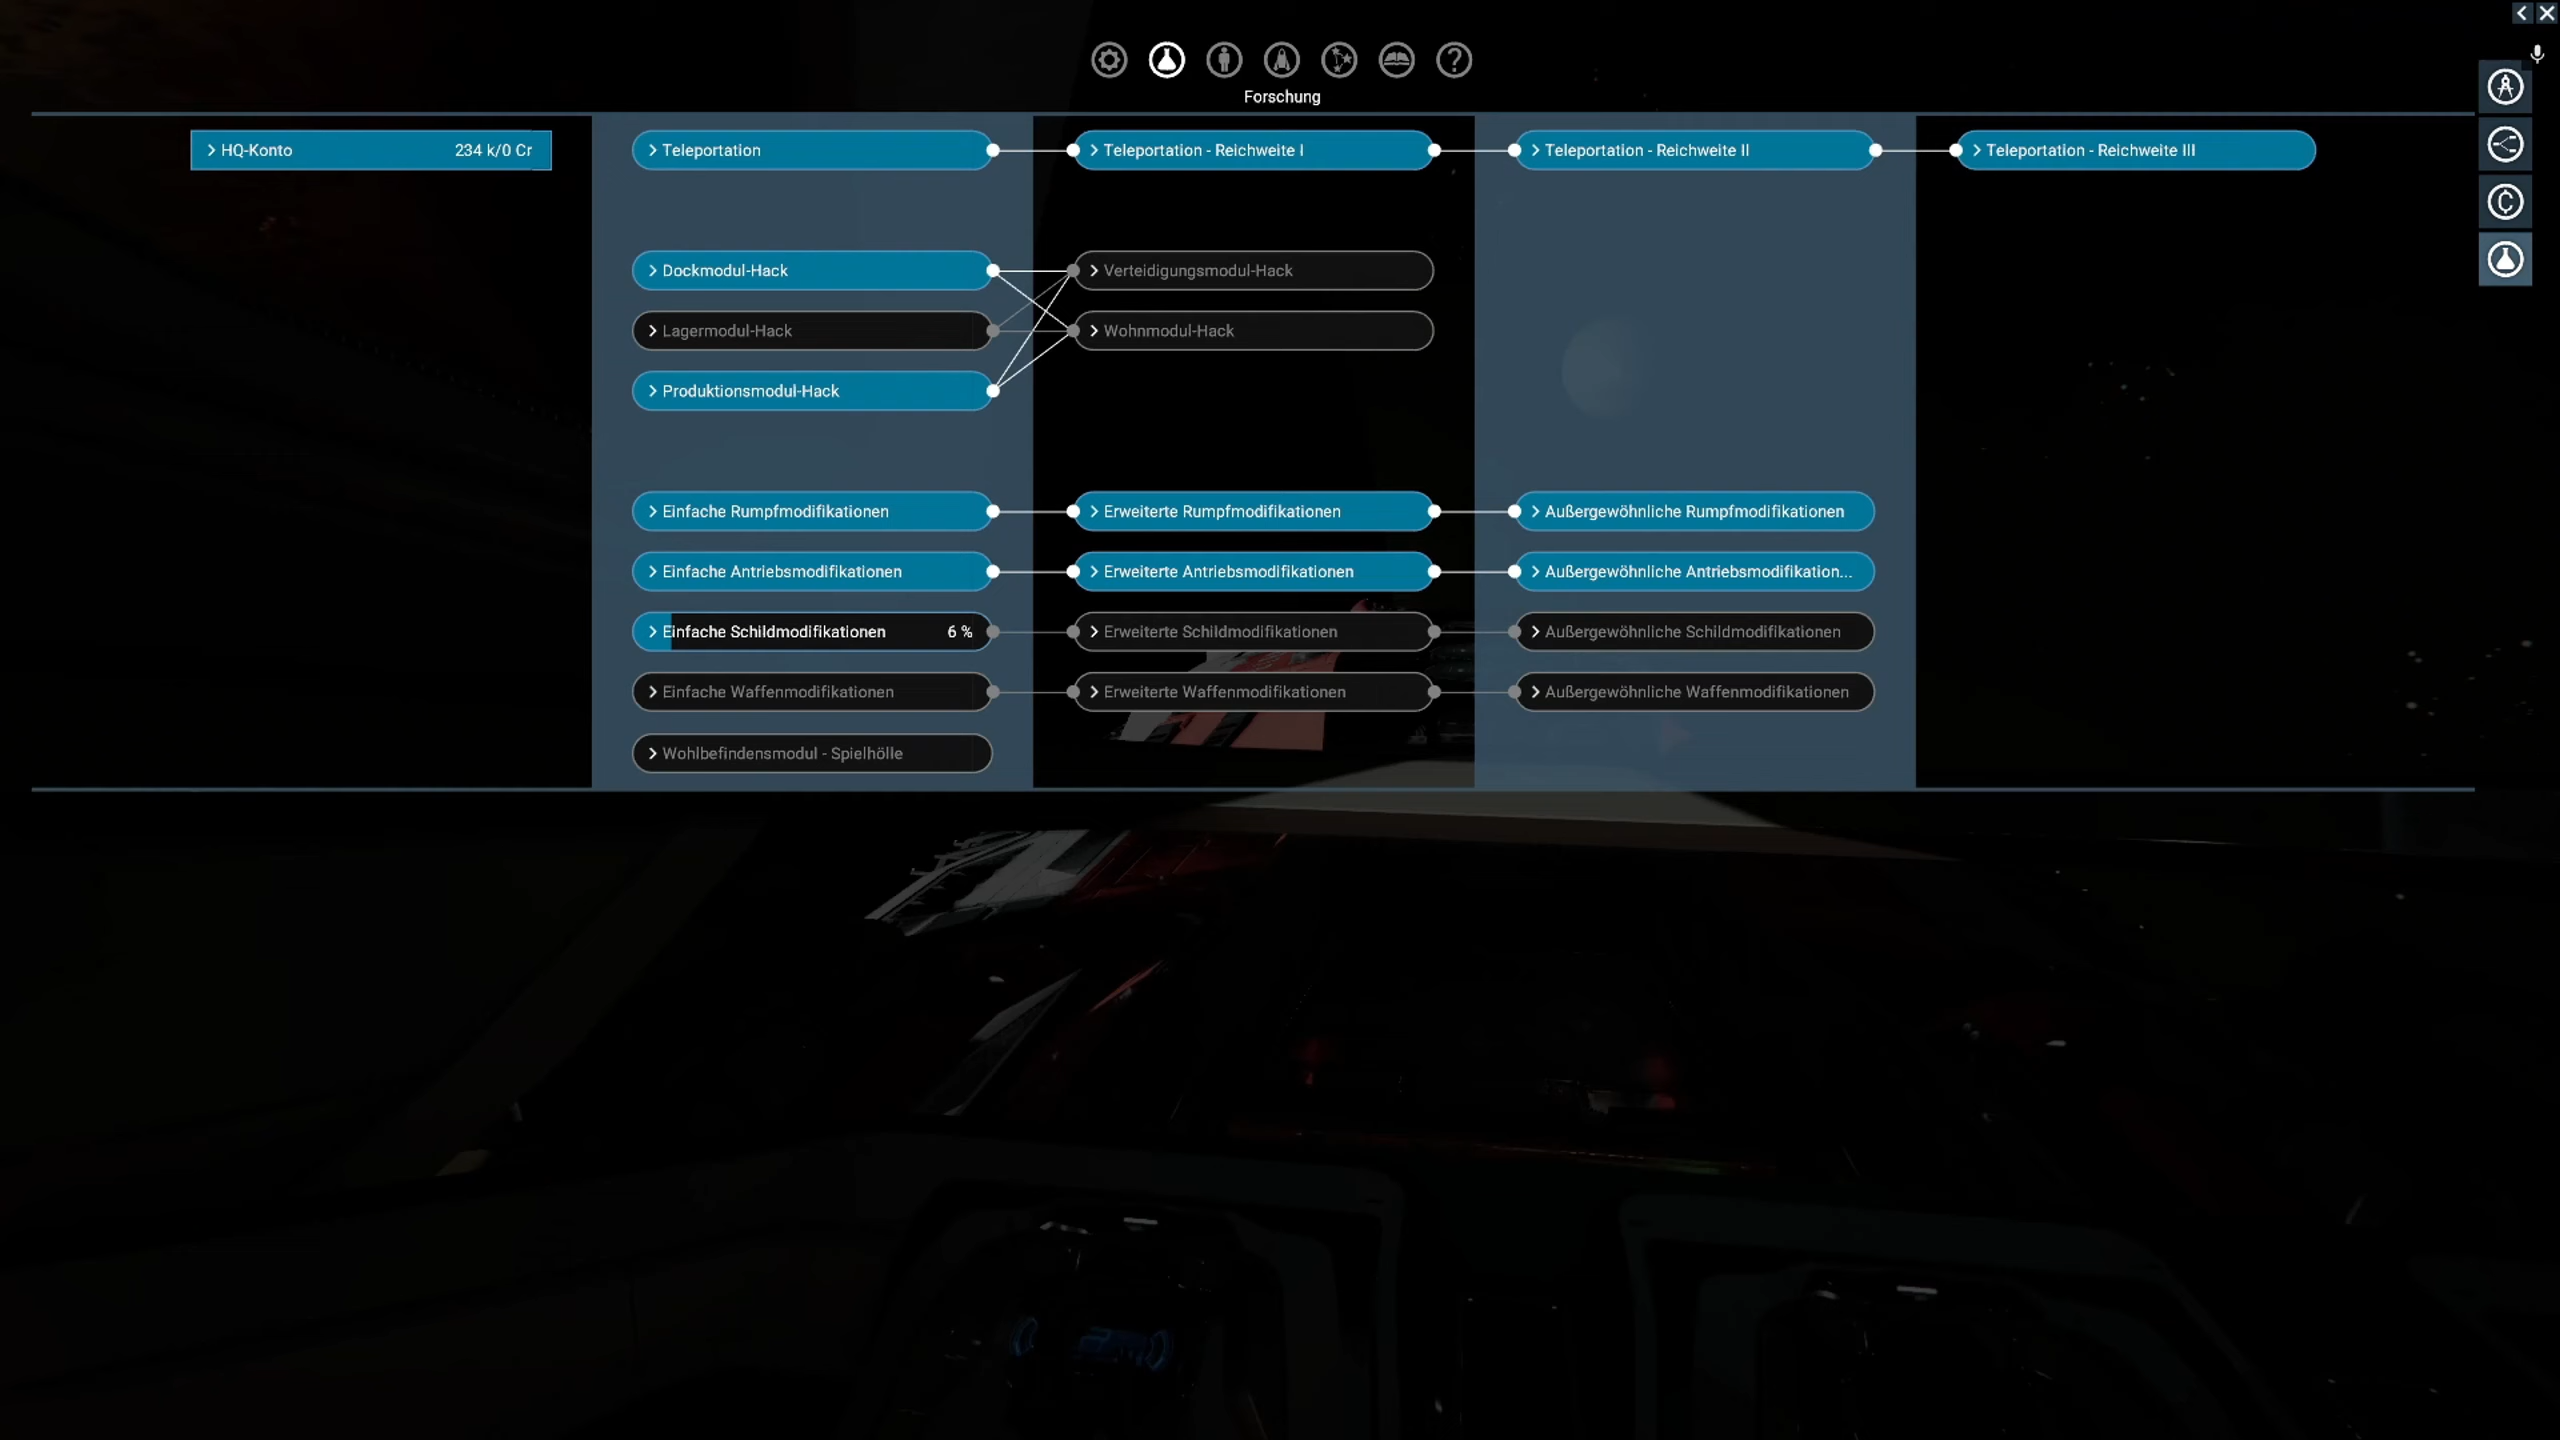 Forschung
HQ-Konto 234 k/0 Cr
Teleportation
Teleportation - Reichweite I
Teleportation - Reichweite II
Teleportation - Reichweite III
Dockmodul-Hack
Verteidigungsmodul-Hack
Lagermodul-Hack
Wohnmodul-Hack
Produktionsmodul-Hack
Einfache Rumpfmodifikationen
Erweiterte Rumpfmodifikationen
Außergewöhnliche Rumpfmodifikationen
Einfache Antriebsmodifikationen
Erweiterte Antriebsmodifikationen
Außergewöhnliche Antriebsmodifikation...
Einfache Schildmodifikationen 6 %
Erweiterte Schildmodifikationen
Außergewöhnliche Schildmodifikationen
Einfache Waffenmodifikationen
Erweiterte Waffenmodifikationen
Außergewöhnliche Waffenmodifikationen
Wohlbefindensmodul - Spielhölle